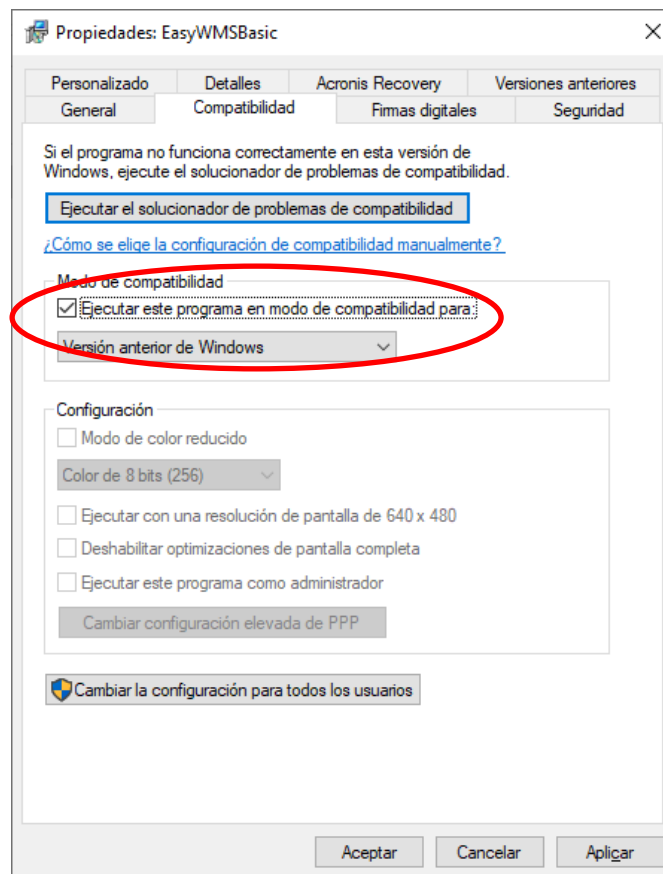 Propiedades: EasyWMSBasic
Personalizado Detalles Acronis Recovery Versiones anteriores
General Compatibilidad Firmas digitales Seguridad
Si el programa no funciona correctamente en esta versión de
Windows, ejecute el solucionador de problemas de compatibilidad.
Ejecutar el solucionador de problemas de compatibilidad
¿Cómo se elige la configuración de compatibilidad manualmente?
Modo de compatibilidad
Ejecutar este programa en modo de compatibilidad para:
Versión anterior de Windows
Configuración
Modo de color reducido
Color de 8 bits (256)
Ejecutar con una resolución de pantalla de 640 x 480
Deshabilitar optimizaciones de pantalla completa
Ejecutar este programa como administrador
Cambiar configuración elevada de PPP
Cambiar la configuración para todos los usuarios
Aceptar Cancelar Aplicar